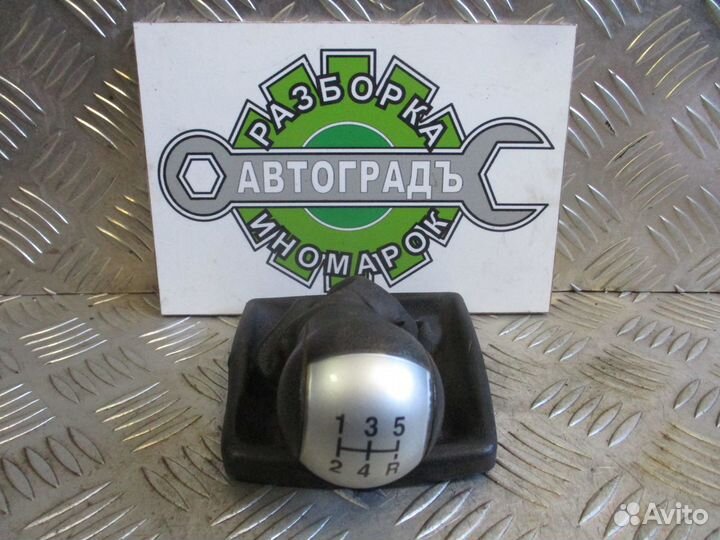 РАЗБОРКА
АВТОГРАДЪ
ИНОМАРОК
1 3 5
2 4 R
Avito